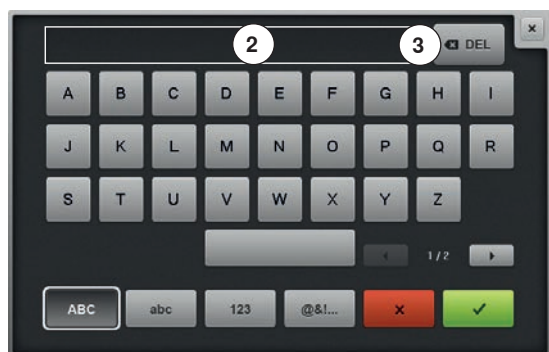 2 3 DEL ×
A B C D E F G H I
J K L M N O P Q R
S T U V W X Y Z
1/2
ABC abc 123 @&!... × ✓